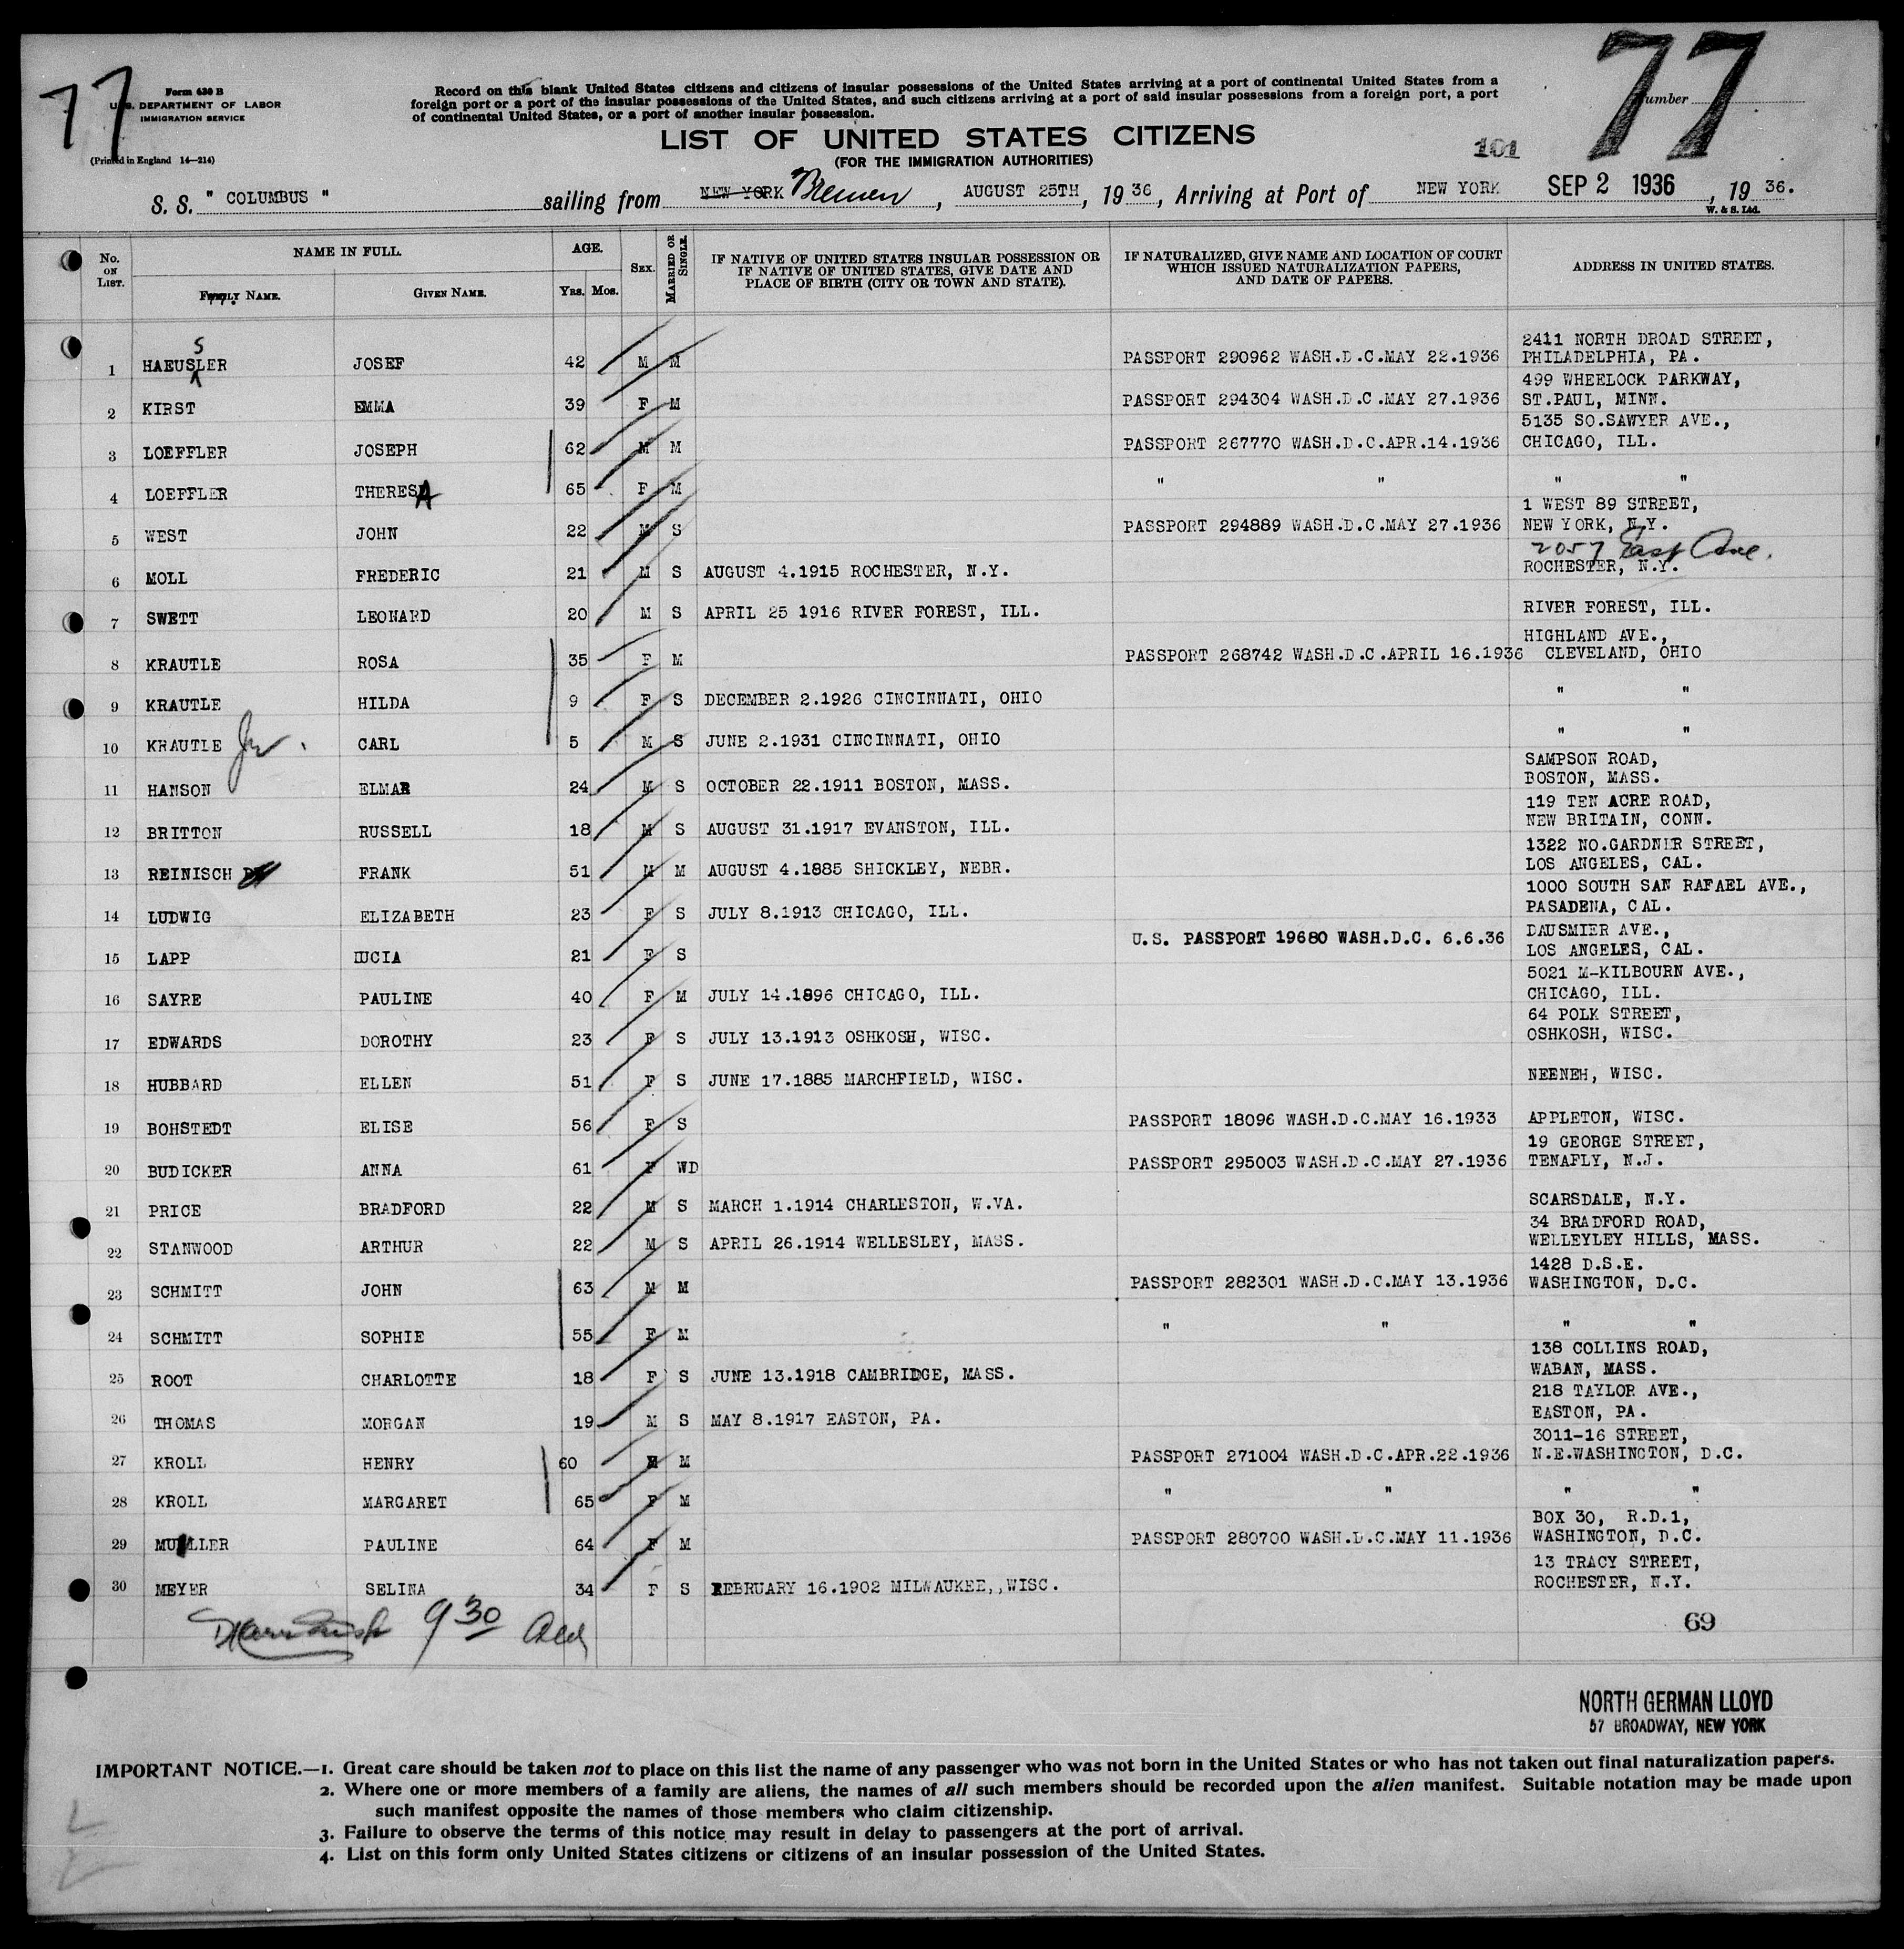 77
77
Form 630 B
U.S. DEPARTMENT OF LABOR
IMMIGRATION SERVICE
(Printed in England 14—214)
Record on this blank United States citizens and citizens of insular possessions of the United States arriving at a port of continental United States from a
foreign port or a port of the insular possessions of the United States, and such citizens arriving at a port of said insular possessions from a foreign port, a port
of continental United States, or a port of another insular possession.
Number
LIST OF UNITED STATES CITIZENS
(FOR THE IMMIGRATION AUTHORITIES)
101
S. S. " COLUMBUS " sailing from NEW YORK Bremen, AUGUST 25TH, 1936, Arriving at Port of NEW YORK SEP 2 1936, 1936.
W. & S. Ltd.
No. ON LIST. NAME IN FULL. FAMILY NAME. GIVEN NAME. AGE. YRS. MOS. SEX. MARRIED OR SINGLE. IF NATIVE OF UNITED STATES INSULAR POSSESSION OR IF NATIVE OF UNITED STATES, GIVE DATE AND PLACE OF BIRTH (CITY OR TOWN AND STATE). IF NATURALIZED, GIVE NAME AND LOCATION OF COURT WHICH ISSUED NATURALIZATION PAPERS, AND DATE OF PAPERS. ADDRESS IN UNITED STATES.
2411 NORTH DROAD STREET,
S
1 HAEUSLER JOSEF 42 M M PASSPORT 290962 WASH.D.C.MAY 22.1936 PHILADELPHIA, PA.
499 WHEELOCK PARKWAY,
2 KIRST EMMA 39 F M PASSPORT 294304 WASH.D.C.MAY 27.1936 ST.PAUL, MINN.
5135 SO.SAWYER AVE.,
3 LOEFFLER JOSEPH 62 M M PASSPORT 267770 WASH.D.C.APR.14.1936 CHICAGO, ILL.
4 LOEFFLER THERESA 65 F M " " " "
1 WEST 89 STREET,
5 WEST JOHN 22 M S PASSPORT 294889 WASH.D.C.MAY 27.1936 NEW YORK, N.Y.
2057 East Ave.
6 MOLL FREDERIC 21 M S AUGUST 4.1915 ROCHESTER, N.Y. ROCHESTER, N.Y.
7 SWETT LEONARD 20 M S APRIL 25 1916 RIVER FOREST, ILL. RIVER FOREST, ILL.
HIGHLAND AVE.,
8 KRAUTLE ROSA 35 F M PASSPORT 268742 WASH.D.C.APRIL 16.1936 CLEVELAND, OHIO
9 KRAUTLE HILDA 9 F S DECEMBER 2.1926 CINCINNATI, OHIO " "
10 KRAUTLE Jr. CARL 5 M S JUNE 2.1931 CINCINNATI, OHIO " "
SAMPSON ROAD,
11 HANSON ELMAR 24 M S OCTOBER 22.1911 BOSTON, MASS. BOSTON, MASS.
119 TEN ACRE ROAD,
12 BRITTON RUSSELL 18 M S AUGUST 31.1917 EVANSTON, ILL. NEW BRITAIN, CONN.
1322 NO.GARDNIR STREET,
13 REINISCH FRANK 51 M M AUGUST 4.1885 SHICKLEY, NEBR. LOS ANGELES, CAL.
1000 SOUTH SAN RAFAEL AVE.,
14 LUDWIG ELIZABETH 23 F S JULY 8.1913 CHICAGO, ILL. PASADENA, CAL.
U.S. PASSPORT 19680 WASH.D.C. 6.6.36 DAUSMIER AVE.,
15 LAPP LUCIA 21 F S LOS ANGELES, CAL.
5021 M-KILBOURN AVE.,
16 SAYRE PAULINE 40 F M JULY 14.1896 CHICAGO, ILL. CHICAGO, ILL.
64 POLK STREET,
17 EDWARDS DOROTHY 23 F S JULY 13.1913 OSHKOSH, WISC. OSHKOSH, WISC.
18 HUBBARD ELLEN 51 F S JUNE 17.1885 MARCHFIELD, WISC. NEENEH, WISC.
19 BOHSTEDT ELISE 56 F S PASSPORT 18096 WASH.D.C.MAY 16.1933 APPLETON, WISC.
19 GEORGE STREET,
20 BUDICKER ANNA 61 F WD PASSPORT 295003 WASH.D.C.MAY 27.1936 TENAFLY, N.J.
21 PRICE BRADFORD 22 M S MARCH 1.1914 CHARLESTON, W.VA. SCARSDALE, N.Y.
34 BRADFORD ROAD,
22 STANWOOD ARTHUR 22 M S APRIL 26.1914 WELLESLEY, MASS. WELLEYLEY HILLS, MASS.
1428 D.S.E.
23 SCHMITT JOHN 63 M M PASSPORT 282301 WASH.D.C.MAY 13.1936 WASHINGTON, D.C.
24 SCHMITT SOPHIE 55 F M " " " "
138 COLLINS ROAD,
25 ROOT CHARLOTTE 18 F S JUNE 13.1918 CAMBRIDGE, MASS. WABAN, MASS.
218 TAYLOR AVE.,
26 THOMAS MORGAN 19 M S MAY 8.1917 EASTON, PA. EASTON, PA.
3011-16 STREET,
27 KROLL HENRY 60 M M PASSPORT 271004 WASH.D.C.APR.22.1936 N.E.WASHINGTON, D.C.
28 KROLL MARGARET 65 F M " " " "
BOX 30, R.D.1,
29 MULLER PAULINE 64 F M PASSPORT 280700 WASH.D.C.MAY 11.1936 WASHINGTON, D.C.
13 TRACY STREET,
30 MEYER SELINA 34 F S FEBRUARY 16.1902 MILWAUKEE,,WISC. ROCHESTER, N.Y.
9 30
69
NORTH GERMAN LLOYD
57 BROADWAY, NEW YORK
IMPORTANT NOTICE.—1. Great care should be taken not to place on this list the name of any passenger who was not born in the United States or who has not taken out final naturalization papers.
2. Where one or more members of a family are aliens, the names of all such members should be recorded upon the alien manifest. Suitable notation may be made upon
such manifest opposite the names of those members who claim citizenship.
3. Failure to observe the terms of this notice may result in delay to passengers at the port of arrival.
4. List on this form only United States citizens or citizens of an insular possession of the United States.